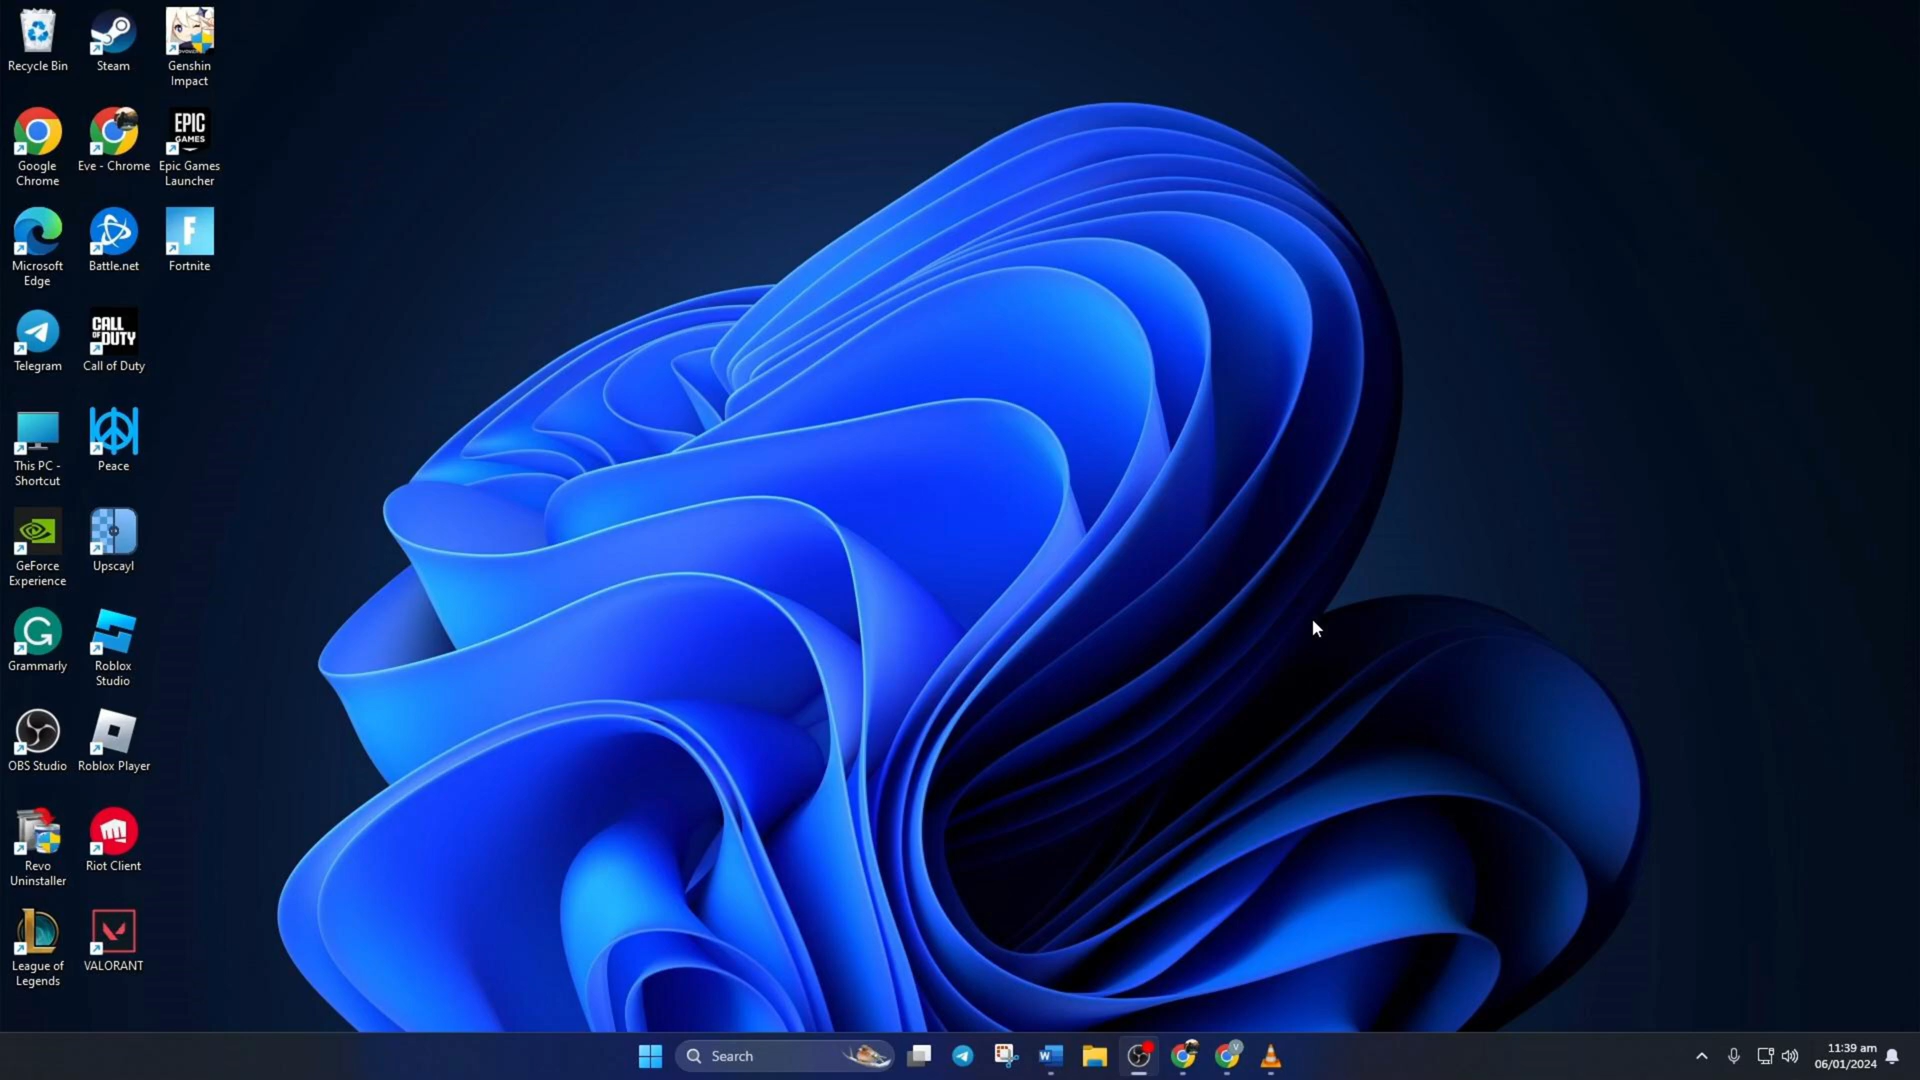 Recycle Bin
Steam
Genshin
Impact
Google
Chrome
Eve - Chrome
EPIC
GAMES
Epic Games
Launcher
Microsoft
Edge
Battle.net
F
Fortnite
Telegram
CALL
OF DUTY
Call of Duty
This PC -
Shortcut
Peace
GeForce
Experience
Upscayl
G
Grammarly
Roblox
Studio
OBS Studio
Roblox Player
Revo
Uninstaller
Riot Client
League of
Legends
VALORANT
Search
W
V
11:39 am
06/01/2024